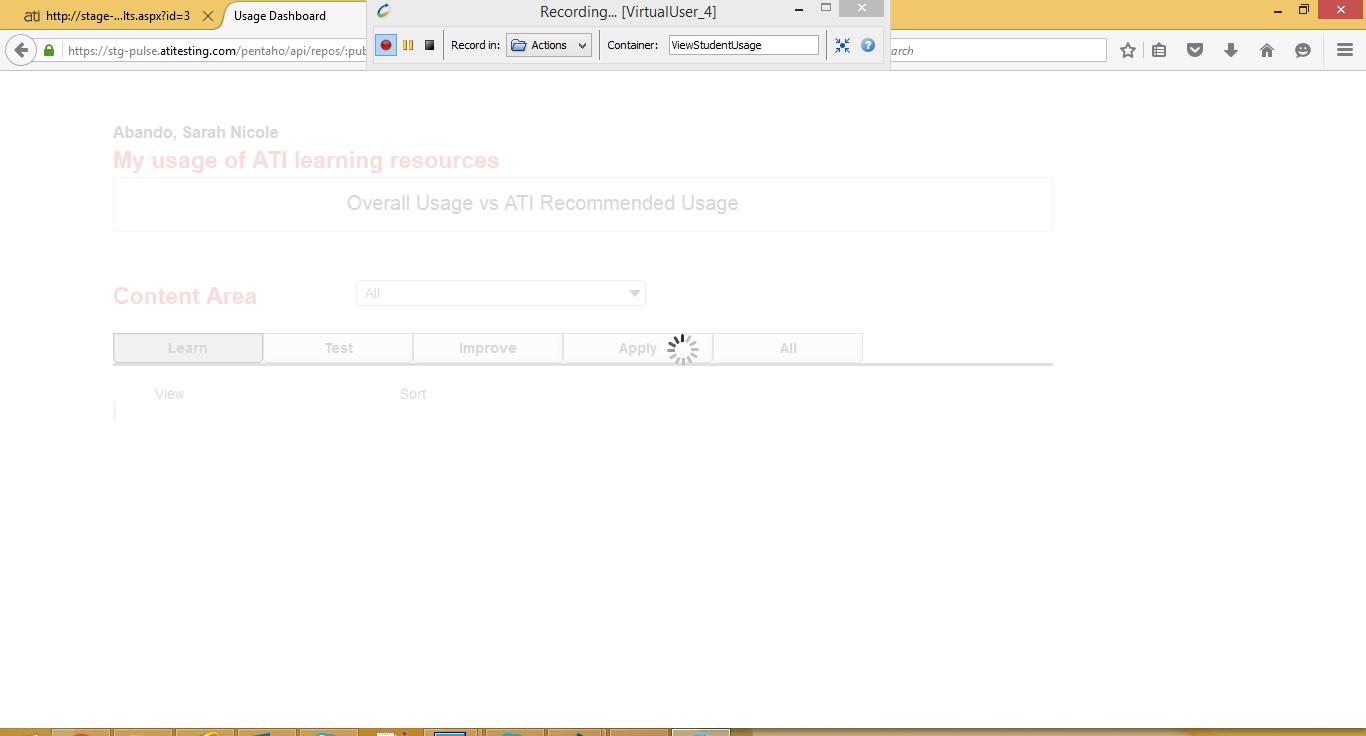 Recording... [VirtualUser_4]
ati http://stage-...lts.aspx?id=3
Usage Dashboard
https://stg-pulse.atitesting.com/pentaho/api/repos/:pub
Record in: Actions Container: ViewStudentUsage
arch
Abando, Sarah Nicole
My usage of ATI learning resources
Overall Usage vs ATI Recommended Usage
Content Area All
Learn Test Improve Apply All
View Sort